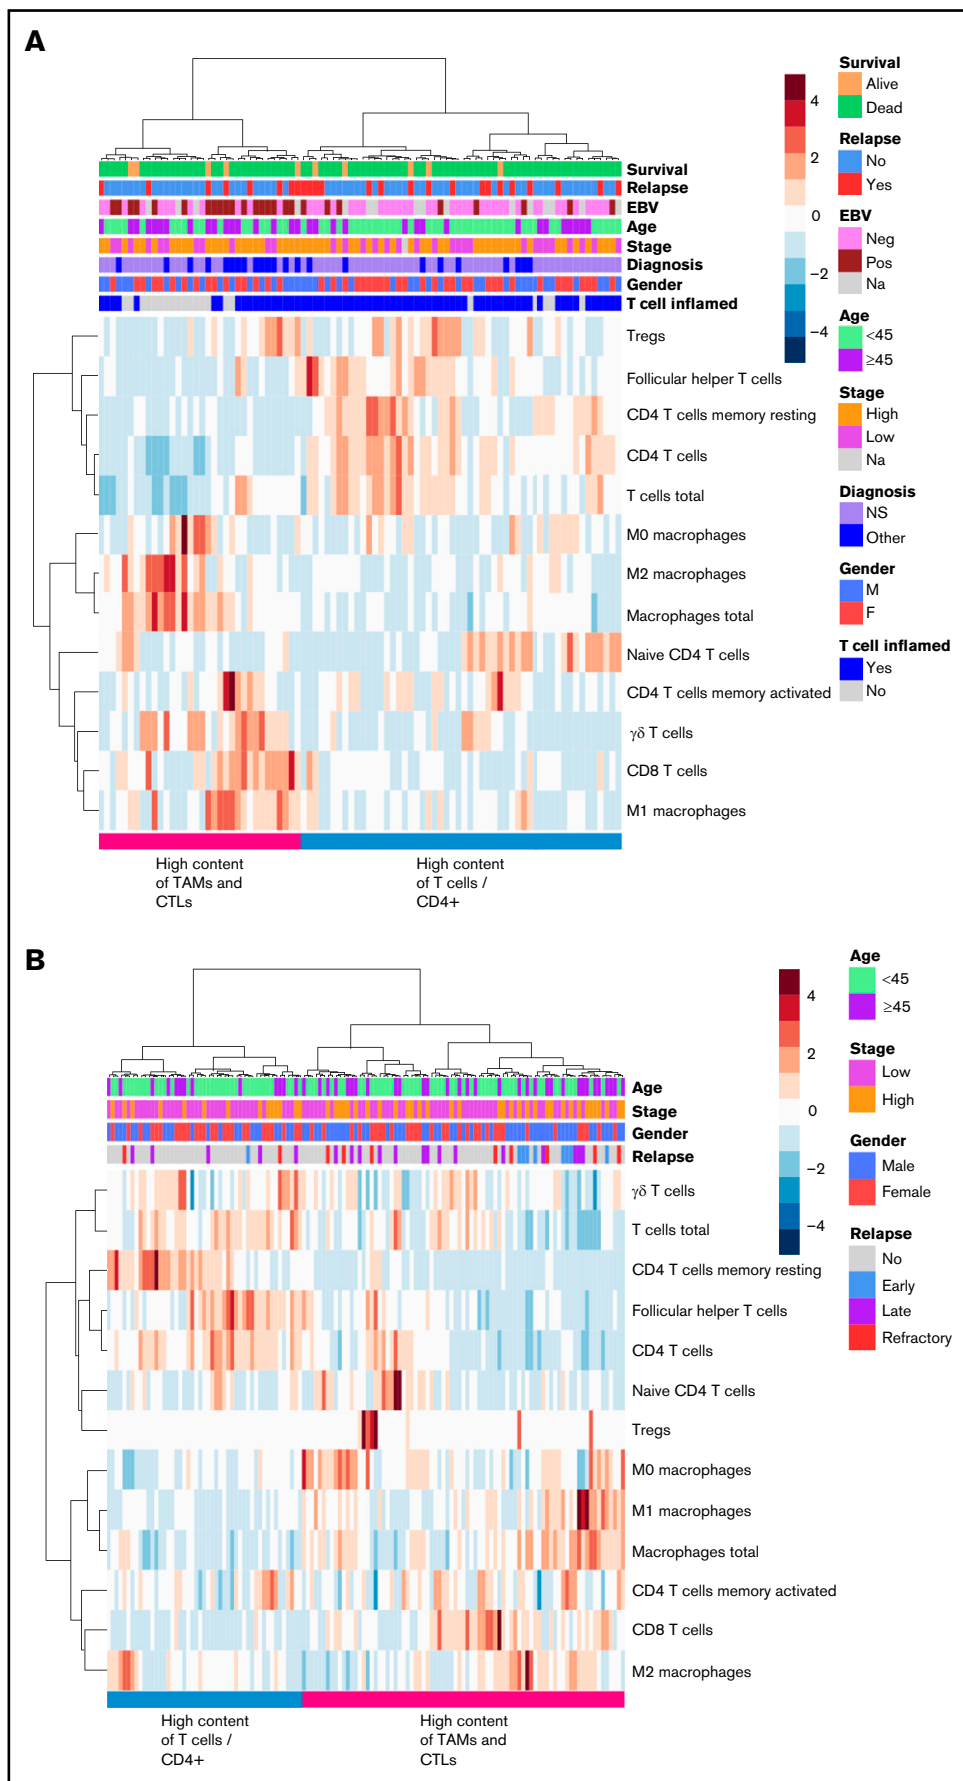 A
Survival
Relapse
EBV
Age
Stage
Diagnosis
Gender
T cell inflamed
Tregs
Follicular helper T cells
CD4 T cells memory resting
CD4 T cells
T cells total
M0 macrophages
M2 macrophages
Macrophages total
Naive CD4 T cells
CD4 T cells memory activated
γδ T cells
CD8 T cells
M1 macrophages
High content
of TAMs and
CTLs
High content
of T cells /
CD4+
4
2
0
−2
−4
Survival
Alive
Dead
Relapse
No
Yes
EBV
Neg
Pos
Na
Age
<45
≥45
Stage
High
Low
Na
Diagnosis
NS
Other
Gender
M
F
T cell inflamed
Yes
No
B
Age
Stage
Gender
Relapse
γδ T cells
T cells total
CD4 T cells memory resting
Follicular helper T cells
CD4 T cells
Naive CD4 T cells
Tregs
M0 macrophages
M1 macrophages
Macrophages total
CD4 T cells memory activated
CD8 T cells
M2 macrophages
High content
of T cells /
CD4+
High content
of TAMs and
CTLs
4
2
0
−2
−4
Age
<45
≥45
Stage
Low
High
Gender
Male
Female
Relapse
No
Early
Late
Refractory